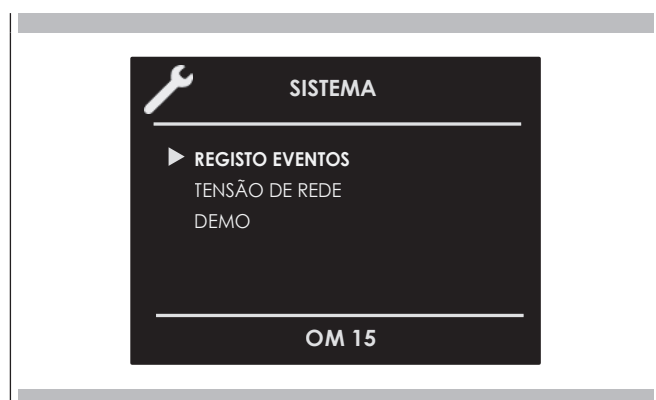 SISTEMA
REGISTO EVENTOS
TENSÃO DE REDE
DEMO
OM 15